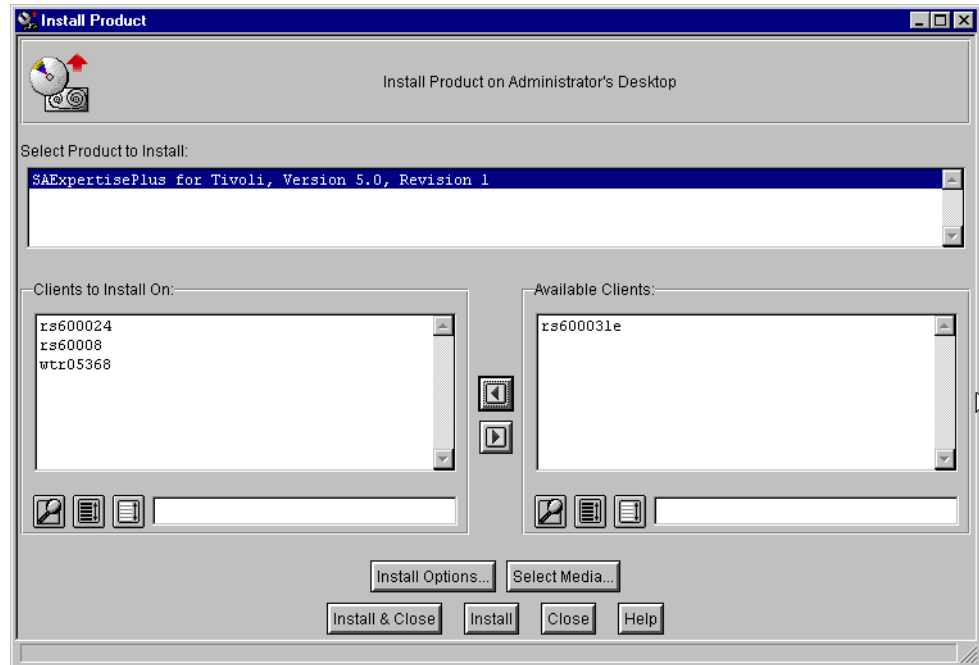 Install Product
Install Product on Administrator's Desktop
Select Product to Install:
SAExpertisePlus for Tivoli, Version 5.0, Revision 1
Clients to Install On:
rs600024
rs60008
wtr05368
Available Clients:
rs600031e
Install Options...
Select Media...
Install & Close
Install
Close
Help